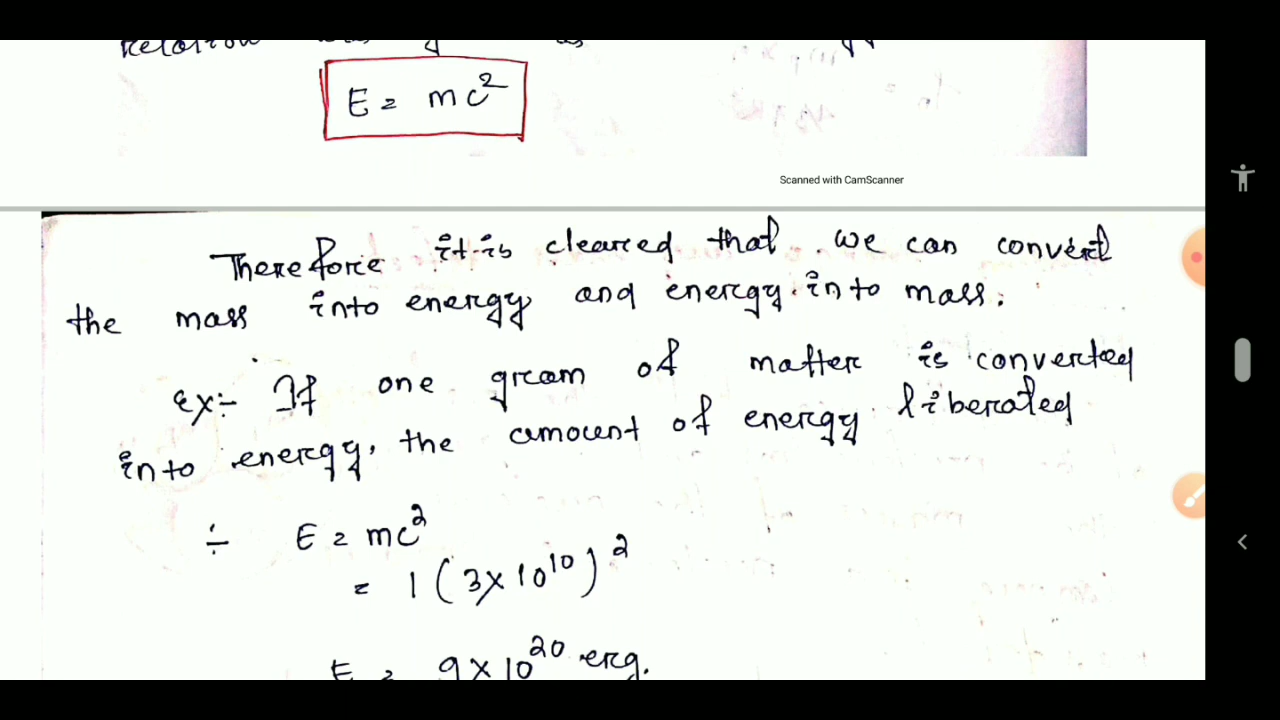 Relation
E = mc²
Scanned with CamScanner
Therefore it is cleared that we can convert
the mass into energy and energy into mass.
Ex:- If one gram of matter is converted
into energy, the amount of energy liberated
÷ E = mc²
= 1 (3×10¹⁰)²
E = 9×10²⁰ erg.